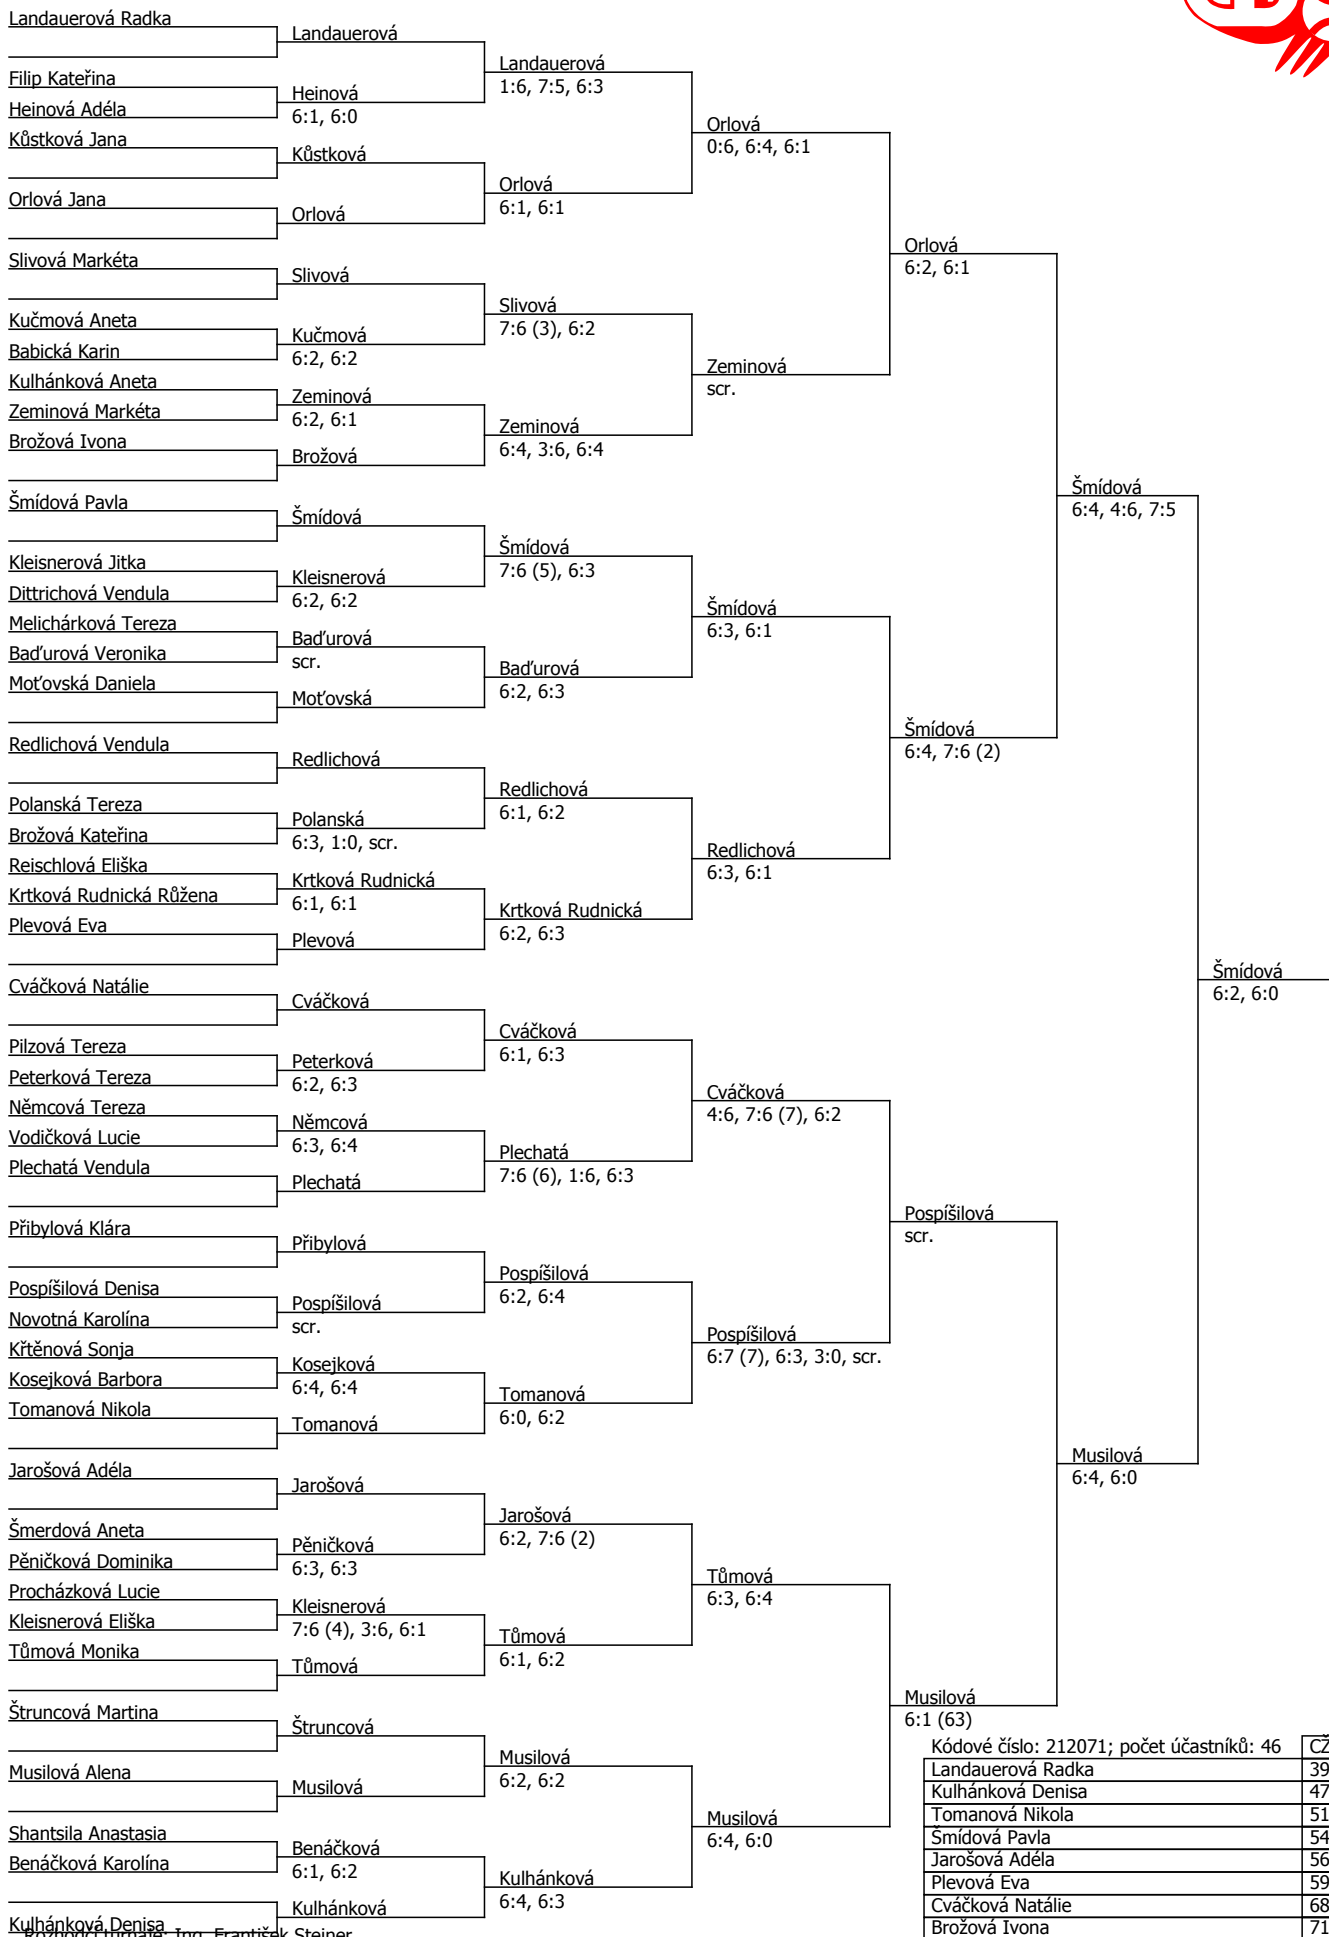 Landauerová Radka
Filip Kateřina
Heinová Adéla
Kůstková Jana
Orlová Jana
Slivová Markéta
Kučmová Aneta
Babická Karin
Kulhánková Aneta
Zeminová Markéta
Brožová Ivona
Šmídová Pavla
Kleisnerová Jitka
Dittrichová Vendula
Melichárková Tereza
Baďurová Veronika
Moťovská Daniela
Redlichová Vendula
Polanská Tereza
Brožová Kateřina
Reischlová Eliška
Krtková Rudnická Růžena
Plevová Eva
Cváčková Natálie
Pilzová Tereza
Peterková Tereza
Němcová Tereza
Vodičková Lucie
Plechatá Vendula
Přibylová Klára
Pospíšilová Denisa
Novotná Karolína
Křtěnová Sonja
Kosejková Barbora
Tomanová Nikola
Jarošová Adéla
Šmerdová Aneta
Pěničková Dominika
Procházková Lucie
Kleisnerová Eliška
Tůmová Monika
Štruncová Martina
Musilová Alena
Shantsila Anastasia
Benáčková Karolína
Kulhánková Denisa
Rozhodčí turnaje: Ing. František Steiner
Landauerová
Heinová
6:1, 6:0
Kůstková
Orlová
Slivová
Kučmová
6:2, 6:2
Zeminová
6:2, 6:1
Brožová
Šmídová
Kleisnerová
6:2, 6:2
Baďurová
scr.
Moťovská
Redlichová
Polanská
6:3, 1:0, scr.
Krtková Rudnická
6:1, 6:1
Plevová
Cváčková
Peterková
6:2, 6:3
Němcová
6:3, 6:4
Plechatá
Přibylová
Pospíšilová
scr.
Kosejková
6:4, 6:4
Tomanová
Jarošová
Pěničková
6:3, 6:3
Kleisnerová
7:6 (4), 3:6, 6:1
Tůmová
Štruncová
Musilová
Benáčková
6:1, 6:2
Kulhánková
Landauerová
1:6, 7:5, 6:3
Orlová
6:1, 6:1
Slivová
7:6 (3), 6:2
Zeminová
6:4, 3:6, 6:4
Šmídová
7:6 (5), 6:3
Baďurová
6:2, 6:3
Redlichová
6:1, 6:2
Krtková Rudnická
6:2, 6:3
Cváčková
6:1, 6:3
Plechatá
7:6 (6), 1:6, 6:3
Pospíšilová
6:2, 6:4
Tomanová
6:0, 6:2
Jarošová
6:2, 7:6 (2)
Tůmová
6:1, 6:2
Musilová
6:2, 6:2
Kulhánková
6:4, 6:3
Orlová
0:6, 6:4, 6:1
Zeminová
scr.
Šmídová
6:3, 6:1
Redlichová
6:3, 6:1
Cváčková
4:6, 7:6 (7), 6:2
Pospíšilová
6:7 (7), 6:3, 3:0, scr.
Tůmová
6:3, 6:4
Musilová
6:4, 6:0
Orlová
6:2, 6:1
Šmídová
6:4, 7:6 (2)
Pospíšilová
scr.
Musilová
6:1 (63)
Šmídová
6:4, 4:6, 7:5
Musilová
6:4, 6:0
Šmídová
6:2, 6:0
Kódové číslo: 212071; počet účastníků: 46 CŽ
Landauerová Radka 39
Kulhánková Denisa 47
Tomanová Nikola 51
Šmídová Pavla 54
Jarošová Adéla 56
Plevová Eva 59
Cváčková Natálie 68
Brožová Ivona 71